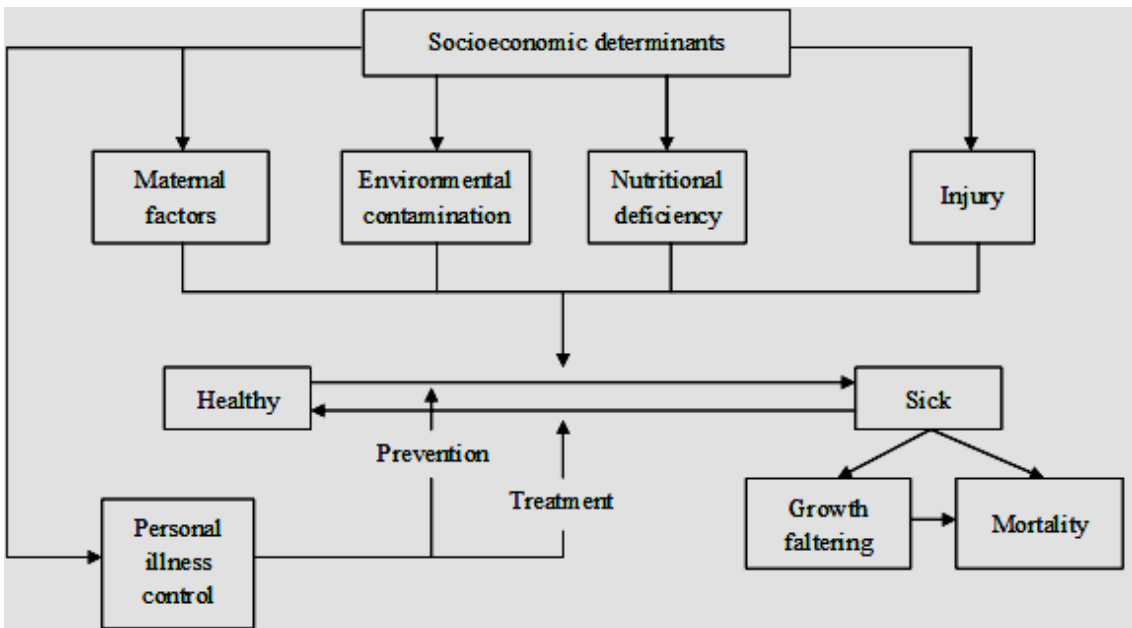 Socioeconomic determinants
Maternal
factors
Environmental
contamination
Nutritional
deficiency
Injury
Healthy
Sick
Prevention
Treatment
Personal
illness
control
Growth
faltering
Mortality